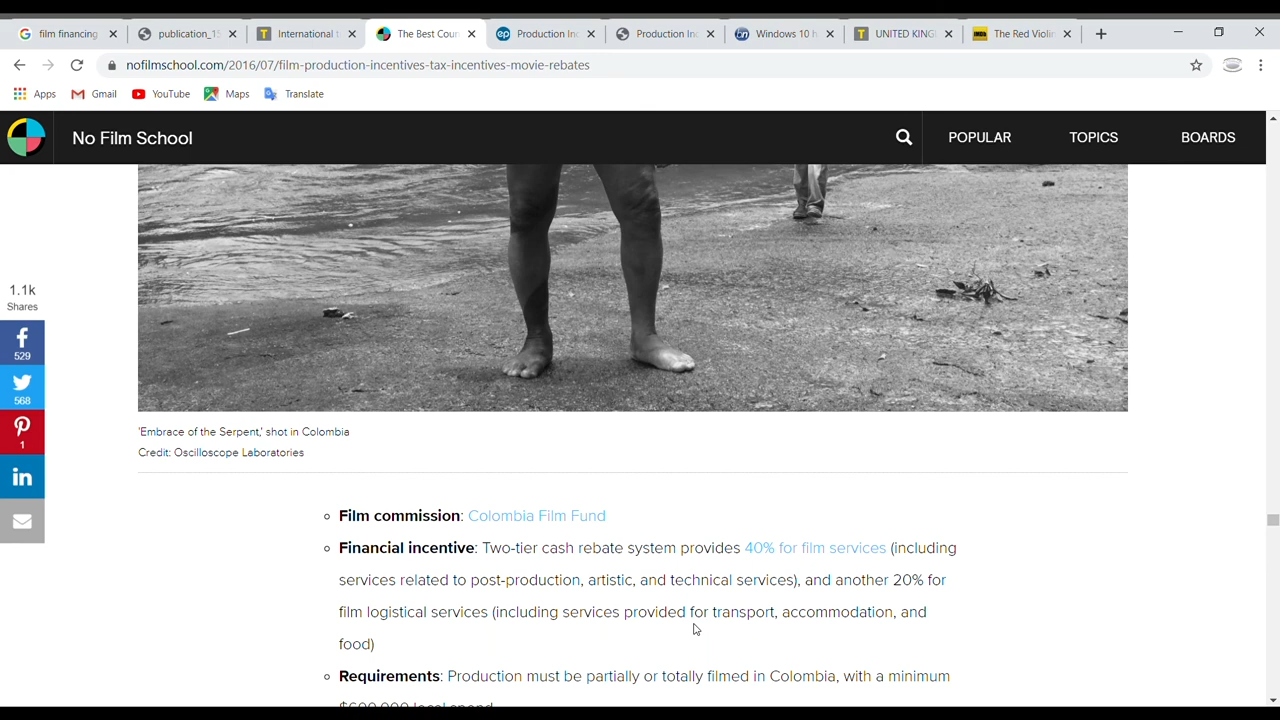 film financing
publication_15
International t
The Best Coun
Production Inc
Production Inc
Windows 10 h
UNITED KING
The Red Violin
nofilmschool.com/2016/07/film-production-incentives-tax-incentives-movie-rebates
Apps
Gmail
YouTube
Maps
Translate
No Film School
POPULAR
TOPICS
BOARDS
1.1k
Shares
529
568
1
'Embrace of the Serpent,' shot in Colombia
Credit: Oscilloscope Laboratories
Film commission: Colombia Film Fund
Financial incentive: Two-tier cash rebate system provides 40% for film services (including
services related to post-production, artistic, and technical services), and another 20% for
film logistical services (including services provided for transport, accommodation, and
food)
Requirements: Production must be partially or totally filmed in Colombia, with a minimum
$600,000 local spend